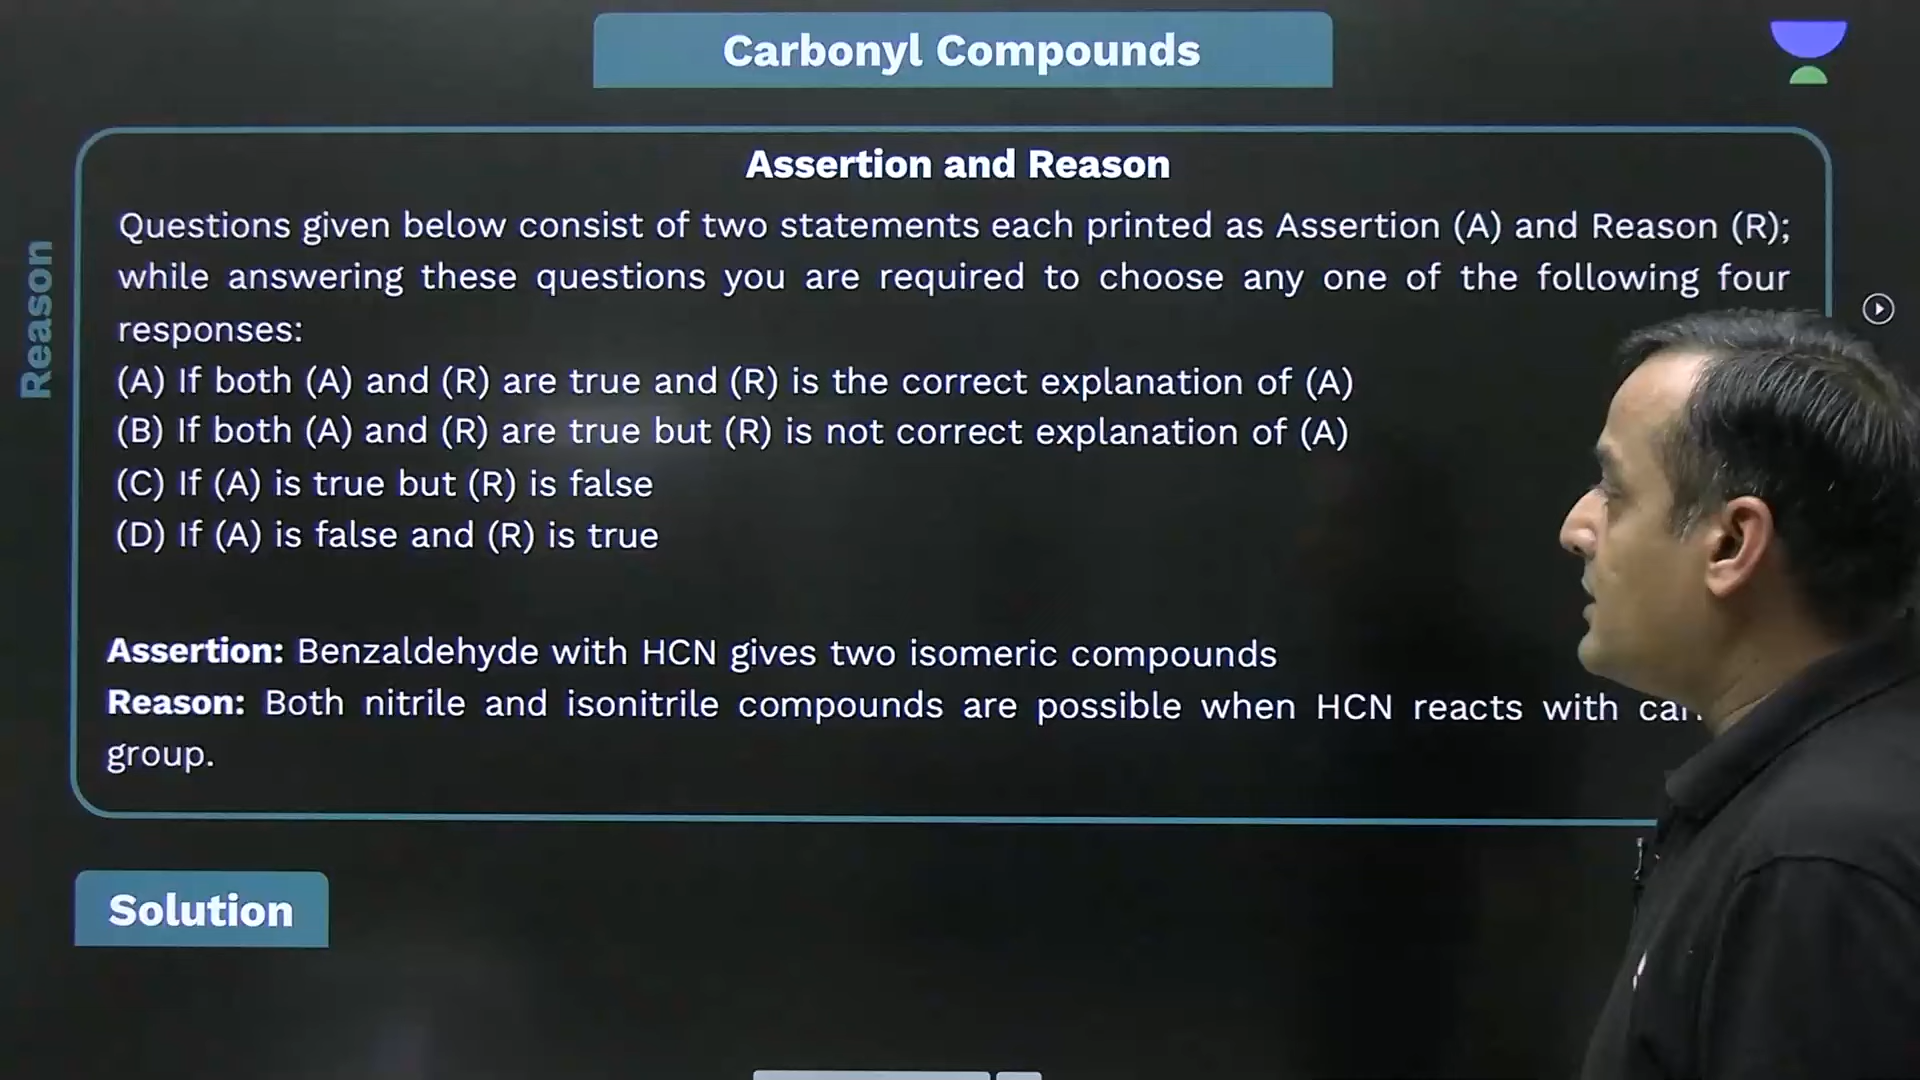 Carbonyl Compounds
Reason
Assertion and Reason
Questions given below consist of two statements each printed as Assertion (A) and Reason (R);
while answering these questions you are required to choose any one of the following four
responses:
(A) If both (A) and (R) are true and (R) is the correct explanation of (A)
(B) If both (A) and (R) are true but (R) is not correct explanation of (A)
(C) If (A) is true but (R) is false
(D) If (A) is false and (R) is true
Assertion: Benzaldehyde with HCN gives two isomeric compounds
Reason: Both nitrile and isonitrile compounds are possible when HCN reacts with
group.
Solution